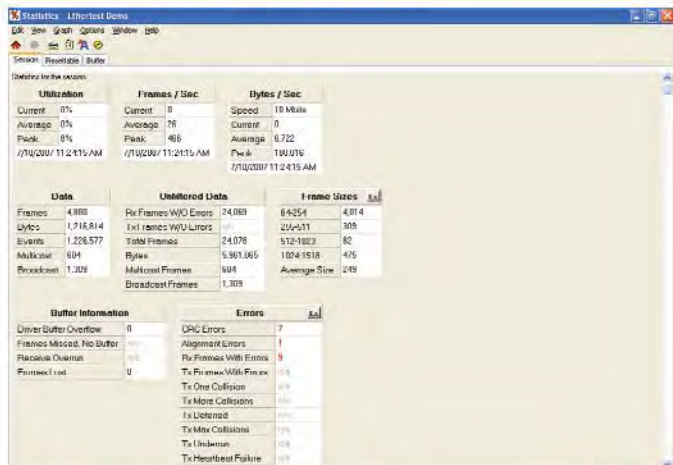 Statistics - Ethertest Demo
Edit View Graph Options Window Help
Session Resettable Buffer
Statistics for the session
Utilization
Current 0%
Average 0%
Peak 8%
7/10/2007 11:24:15 AM
Frames / Sec
Current 0
Average 26
Peak 466
7/10/2007 11:24:15 AM
Bytes / Sec
Speed 10 Mbits
Current 0
Average 6,722
Peak 100,016
7/10/2007 11:24:15 AM
Data
Frames 4,880
Bytes 1,216,814
Events 1,226,577
Multicast 604
Broadcast 1,309
Unfiltered Data
Rx Frames W/O Errors 24,069
Tx Frames W/O Errors n/a
Total Frames 24,078
Bytes 5,961,065
Multicast Frames 604
Broadcast Frames 1,309
Frame Sizes
64-254 4,014
255-511 309
512-1023 82
1024-1518 475
Average Size 249
Buffer Information
Driver Buffer Overflow 0
Frames Missed, No Buffer n/a
Receive Overrun n/a
Frames Lost 0
Errors
CRC Errors 7
Alignment Errors 1
Rx Frames With Errors 9
Tx Frames With Errors n/a
Tx One Collision n/a
Tx More Collisions n/a
Tx Deferred n/a
Tx Max Collisions n/a
Tx Underrun n/a
Tx Heartbeat Failure n/a